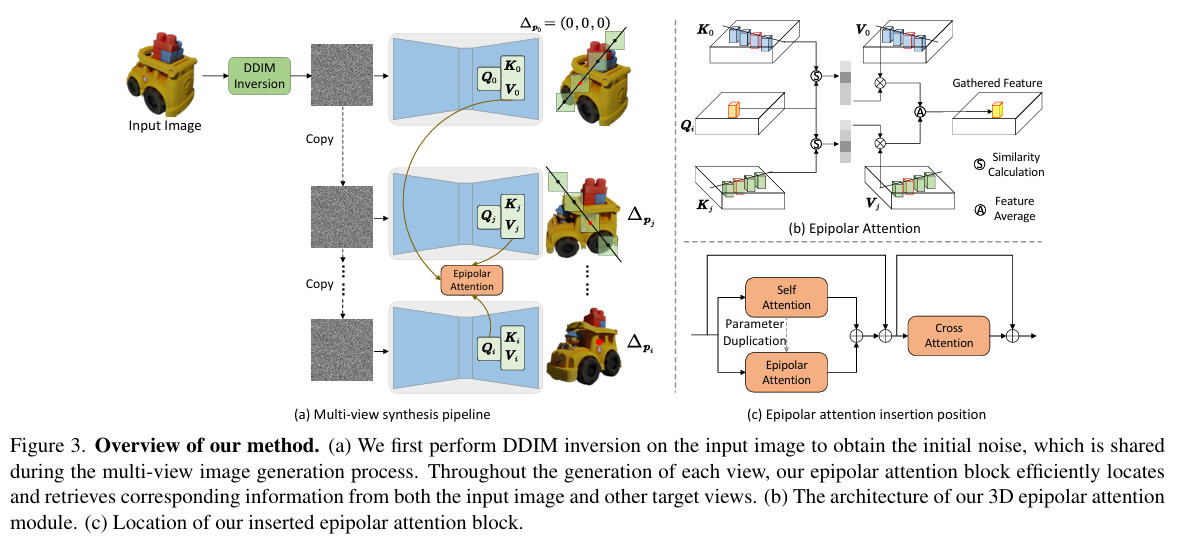 Δp₀ = (0, 0, 0)
DDIM
Inversion
Input Image
Q₀
K₀
V₀
Copy
Qⱼ
Kⱼ
Vⱼ
Δpⱼ
Epipolar
Attention
Copy
Qᵢ
Kᵢ
Vᵢ
Δpᵢ
(a) Multi-view synthesis pipeline
K₀
V₀
S
Gathered Feature
A
Qᵢ
S
Kⱼ
Vⱼ
S Similarity
Calculation
A Feature
Average
(b) Epipolar Attention
Self
Attention
Parameter
Duplication
Epipolar
Attention
Cross
Attention
(c) Epipolar attention insertion position
Figure 3. Overview of our method. (a) We first perform DDIM inversion on the input image to obtain the initial noise, which is shared
during the multi-view image generation process. Throughout the generation of each view, our epipolar attention block efficiently locates
and retrieves corresponding information from both the input image and other target views. (b) The architecture of our 3D epipolar attention
module. (c) Location of our inserted epipolar attention block.